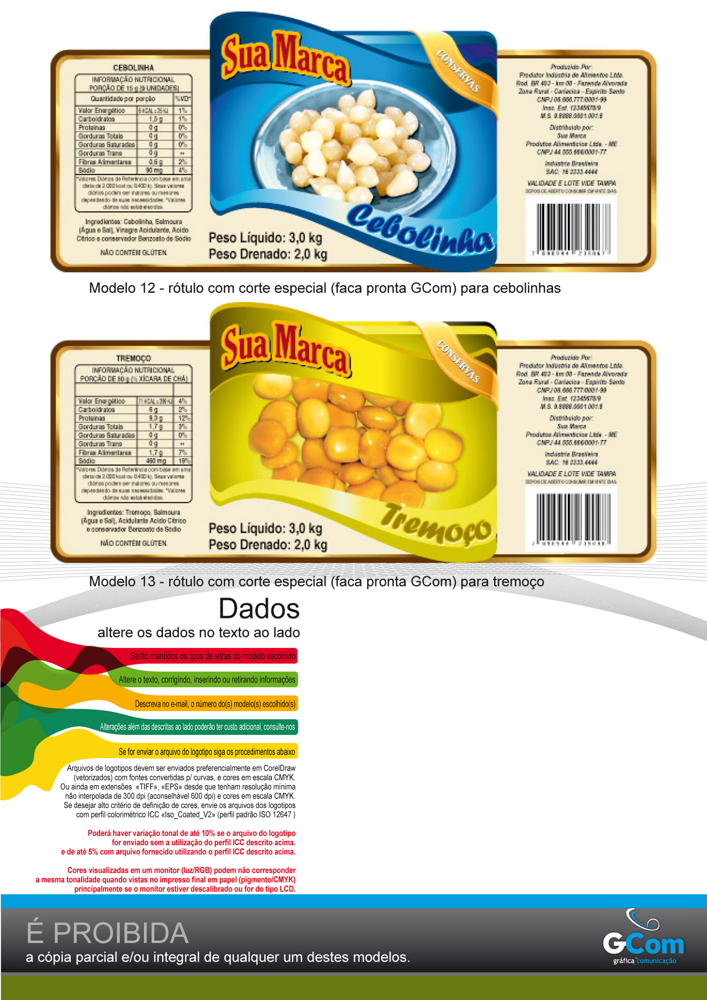 Sua Marca
CONSERVAS
CEBOLINHA
INFORMAÇÃO NUTRICIONAL
PORÇÃO DE 15 g (9 UNIDADES)
Quantidade por porção %VD*
Valor Energético 1%
Carboidratos 1,5 g 1%
Proteinas 0 g 0%
Gorduras Totais 0 g 0%
Gorduras Saturadas 0 g 0%
Gorduras Trans 0 g **
Fibras Alimentares 0,6 g 2%
Sódio 90 mg 4%
*Valores Diários de Referência com base em uma
dieta de 2.000 kcal ou 8.400 kj. Seus valores
diários podem ser maiores ou menores
dependendo de suas necessidades. *Valores
diários não estabelecidos.
Ingredientes: Cebolinha, Salmoura
(Água e Sal), Vinagre Acidulante, Acido
Citrico e conservador Benzoato de Sódio
NÃO CONTÉM GLÚTEN.
Peso Líquido: 3,0 kg
Peso Drenado: 2,0 kg
Cebolinha
Produzido Por:
Produtor Indústria de Alimentos Ltda.
Rod. BR 403 - km 08 - Fazenda Alvorada
Zona Rural - Cariacica - Espirito Santo
CNPJ 06.666.777/0001-99
Insc. Est. 12345678/9
M.S. 9.8888.0001.001.8
Distribuido por:
Sua Marca
Produtos Alimenticios Ltda. - ME
CNPJ 44.555.666/0001-77
Indústria Brasileira
SAC: 16 3333.4444
VALIDADE E LOTE VIDE TAMPA
DEPOIS DE ABERTO CONSUMIR EM VINTE DIAS.
7 898944 239067
Modelo 12 - rótulo com corte especial (faca pronta GCom) para cebolinhas
Sua Marca
CONSERVAS
TREMOÇO
INFORMAÇÃO NUTRICIONAL
PORÇÃO DE 50 g (½ XÍCARA DE CHÁ)
Valor Energético 4%
Carboidratos 6 g 2%
Proteinas 9,3 g 12%
Gorduras Totais 1,7 g 3%
Gorduras Saturadas 0 g 0%
Gorduras Trans 0 g **
Fibras Alimentares 1,7 g 7%
Sódio 460 mg 19%
*Valores Diários de Referência com base em uma
dieta de 2.000 kcal ou 8.400 kj. Seus valores
diários podem ser maiores ou menores
dependendo de suas necessidades. *Valores
diários não estabelecidos.
Ingredientes: Tremoço, Salmoura
(Água e Sal), Acidulante Acido Citrico
e conservador Benzoato de Sódio
NÃO CONTÉM GLÚTEN.
Peso Líquido: 3,0 kg
Peso Drenado: 2,0 kg
Tremoço
Produzido Por:
Produtor Indústria de Alimentos Ltda.
Rod. BR 403 - km 08 - Fazenda Alvorada
Zona Rural - Cariacica - Espirito Santo
CNPJ 06.666.777/0001-99
Insc. Est. 12345678/9
M.S. 9.8888.0001.001.8
Distribuido por:
Sua Marca
Produtos Alimenticios Ltda. - ME
CNPJ 44.555.666/0001-77
Indústria Brasileira
SAC: 16 3333.4444
VALIDADE E LOTE VIDE TAMPA
DEPOIS DE ABERTO CONSUMIR EM VINTE DIAS.
7 898944 239098
Modelo 13 - rótulo com corte especial (faca pronta GCom) para tremoço
Dados
altere os dados no texto ao lado
Serão mantidos os tipos de letras do modelo escolhido
Altere o texto, corrigindo, inserindo ou retirando informações
Descreva no e-mail, o número do(s) modelo(s) escolhido(s)
Alterações além das descritas ao lado poderão ter custo adicional, consulte-nos
Se for enviar o arquivo do logotipo siga os procedimentos abaixo
Arquivos de logotipos devem ser enviados preferencialmente em CorelDraw
(vetorizados) com fontes convertidas p/ curvas, e cores em escala CMYK.
Ou ainda em extensões «TIFF», «EPS» desde que tenham resolução mínima
não interpolada de 300 dpi (aconselhável 600 dpi) e cores em escala CMYK.
Se desejar alto critério de definição de cores, envie os arquivos dos logotipos
com perfil colorimétrico ICC «Iso_Coated_V2» (perfil padrão ISO 12647 )
Poderá haver variação tonal de até 10% se o arquivo do logotipo
for enviado sem a utilização do perfil ICC descrito acima.
e de até 5% com arquivo fornecido utilizando o perfil ICC descrito acima.
Cores visualizadas em um monitor (luz/RGB) podem não corresponder
a mesma tonalidade quando vistas no impresso final em papel (pigmento/CMYK)
principalmente se o monitor estiver descalibrado ou for do tipo LCD.
É PROIBIDA
a cópia parcial e/ou integral de qualquer um destes modelos.
GCom
gráfica comunicação